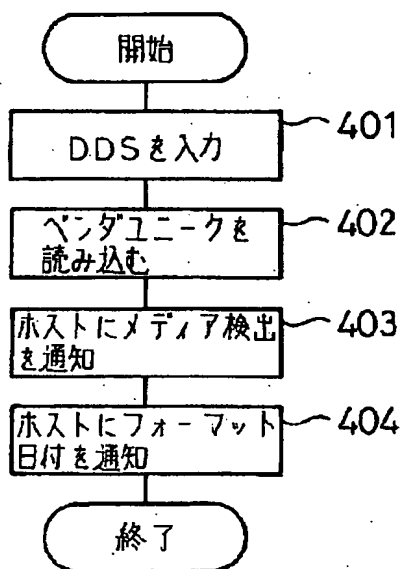 開始
DDSを入力
401
ベンダユニークを
読み込む
402
ホストにメディア検出
を通知
403
ホストにフォーマット
日付を通知
404
終了